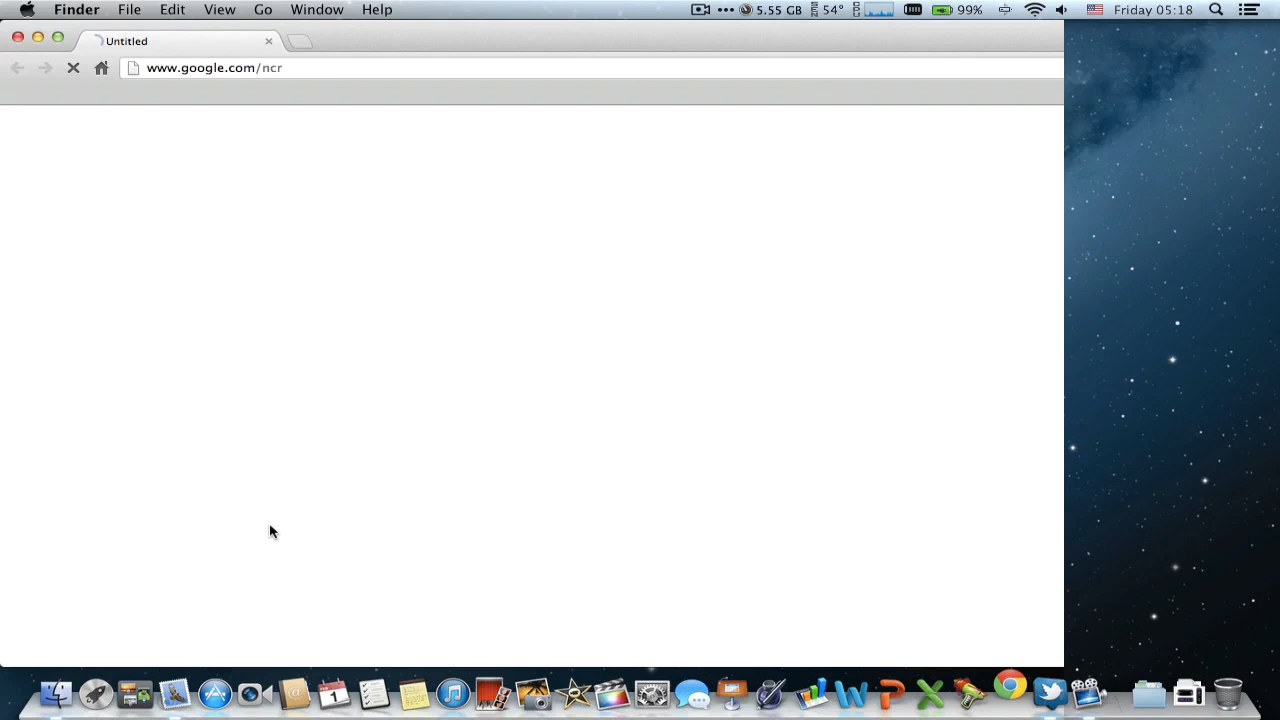 Finder File Edit View Go Window Help 5.55 GB 54° 99% Friday 05:18
Untitled
www.google.com/ncr